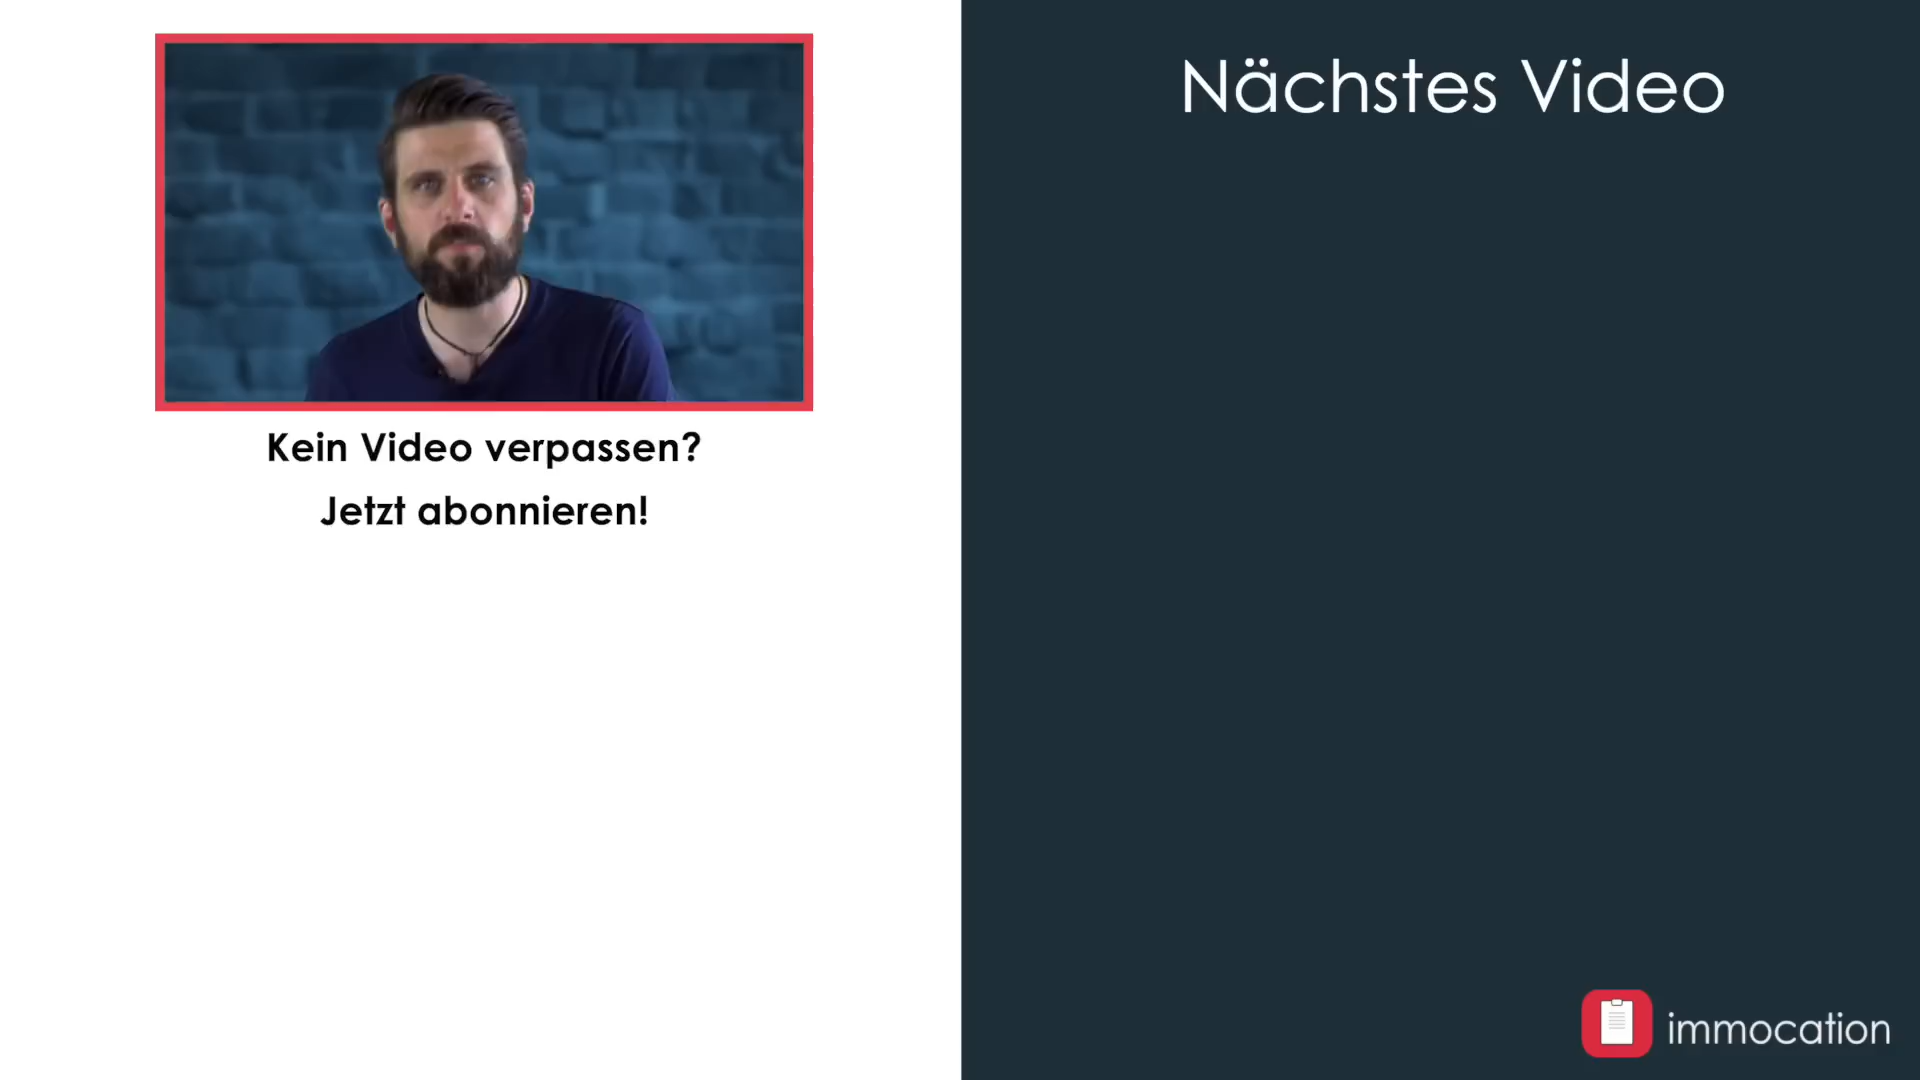 Kein Video verpassen?
Jetzt abonnieren!
Nächstes Video
immocation